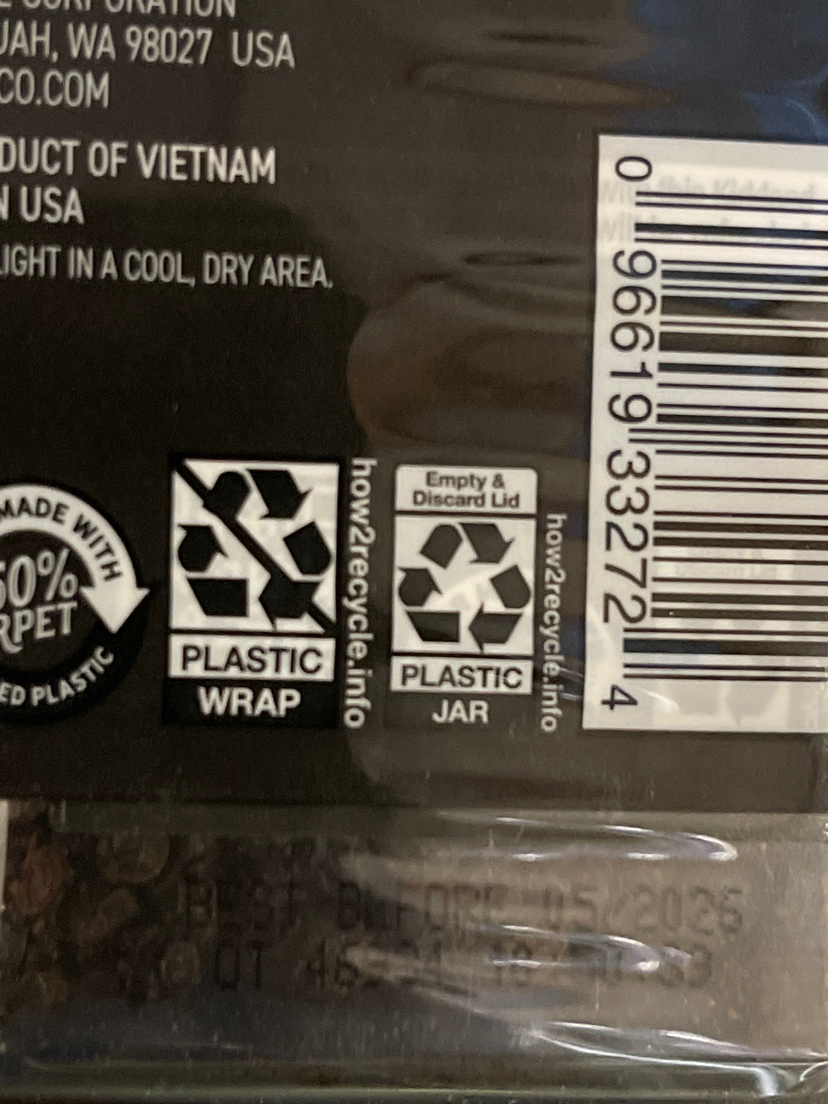 CORPORATION
UAH, WA 98027 USA
CO.COM
DUCT OF VIETNAM
N USA
LIGHT IN A COOL, DRY AREA.
MADE WITH
50%
RPET
ED PLASTIC
PLASTIC
WRAP
how2recycle.info
Empty &
Discard Lid
PLASTIC
JAR
how2recycle.info
0 96619 33272 4
BEST BEFORE 05/2026